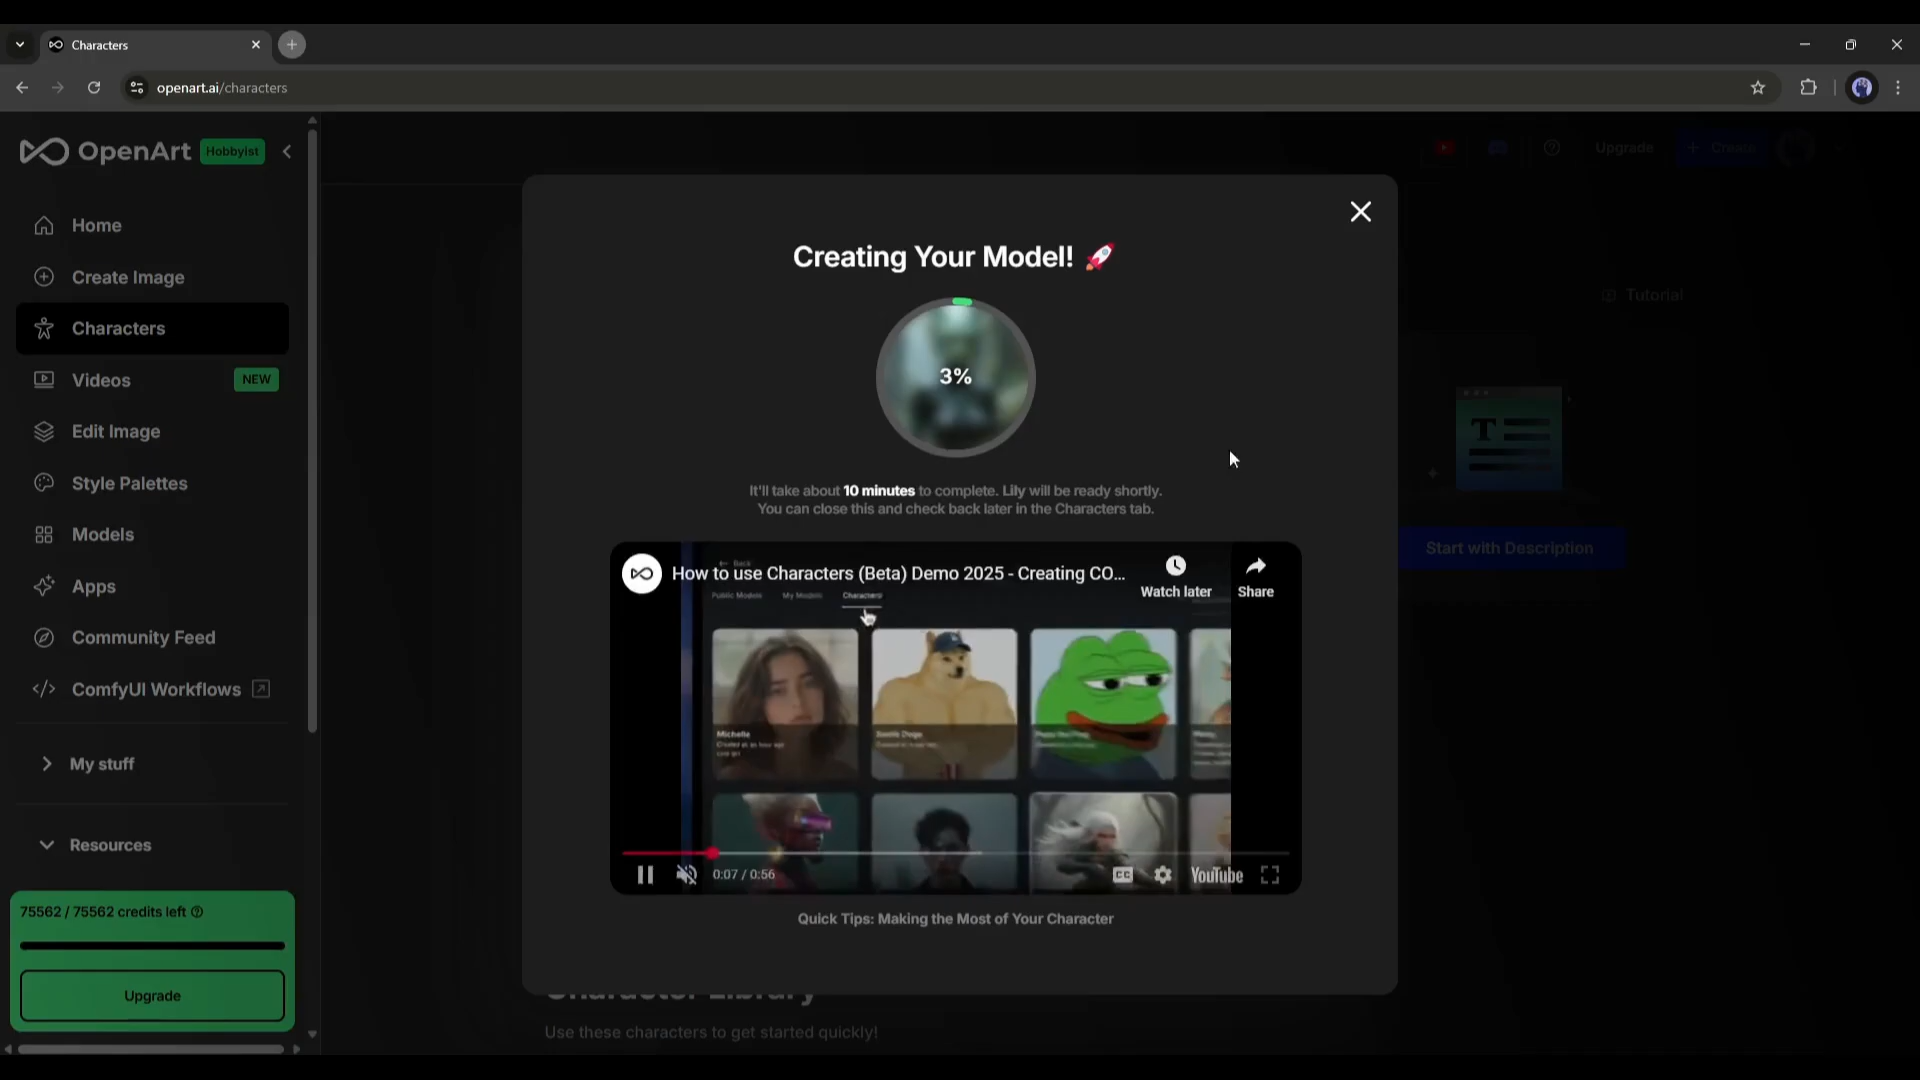 Characters
openart.ai/characters
OpenArt
Hobbyist
Home
Create Image
Characters
Videos
NEW
Edit Image
Style Palettes
Models
Apps
Community Feed
ComfyUI Workflows
My stuff
Resources
75562 / 75562 credits left
Upgrade
Upgrade
+ Create
Tutorial
T
Start with Description
Creating Your Model! 🚀
3%
It'll take about 10 minutes to complete. Lily will be ready shortly.
You can close this and check back later in the Characters tab.
How to use Characters (Beta) Demo 2025 - Creating CO...
Watch later
Share
Back
Public Models
My Models
Characters
Michelle
0:07 / 0:56
CC
YouTube
Quick Tips: Making the Most of Your Character
Character Library
Use these characters to get started quickly!